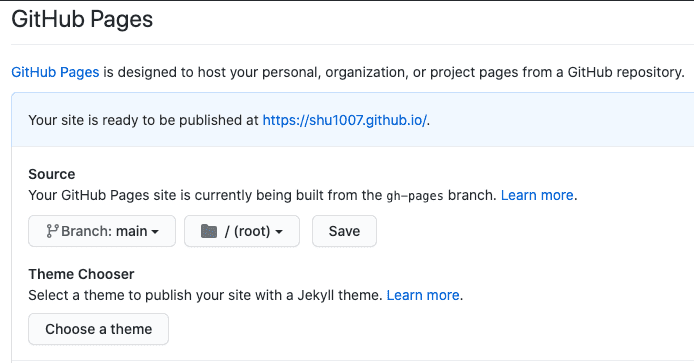 GitHub Pages
GitHub Pages is designed to host your personal, organization, or project pages from a GitHub repository.
Your site is ready to be published at https://shu1007.github.io/.
Source
Your GitHub Pages site is currently being built from the gh-pages branch. Learn more.
Branch: main / (root) Save
Theme Chooser
Select a theme to publish your site with a Jekyll theme. Learn more.
Choose a theme